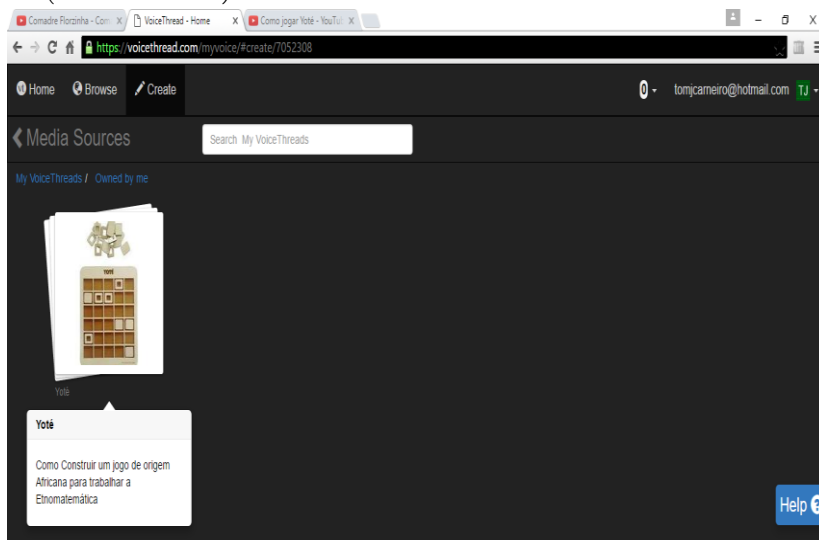 Comadre Florzinha - Com
VoiceThread - Home
Como jogar Yoté - YouTu
https://voicethread.com/myvoice/#create/7052308
Home
Browse
Create
0
tomjcarneiro@hotmail.com
TJ
Media Sources
Search My VoiceThreads
My VoiceThreads / Owned by me
Yoté
Yoté
Como Construir um jogo de origem
Africana para trabalhar a
Etnomatemática
Help